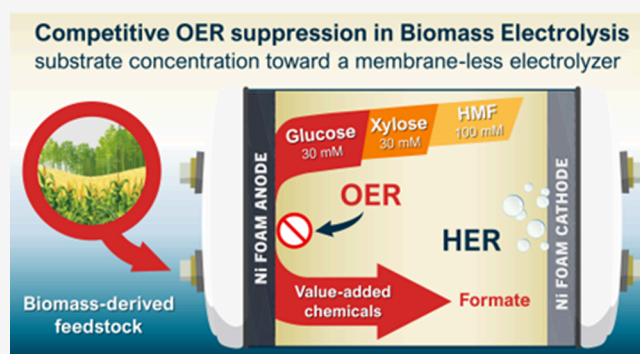 Competitive OER suppression in Biomass Electrolysis
substrate concentration toward a membrane-less electrolyzer
Glucose
30 mM
Xylose
30 mM
HMF
100 mM
Ni FOAM ANODE
OER
HER
Ni FOAM CATHODE
Biomass-derived
feedstock
Value-added
chemicals
Formate